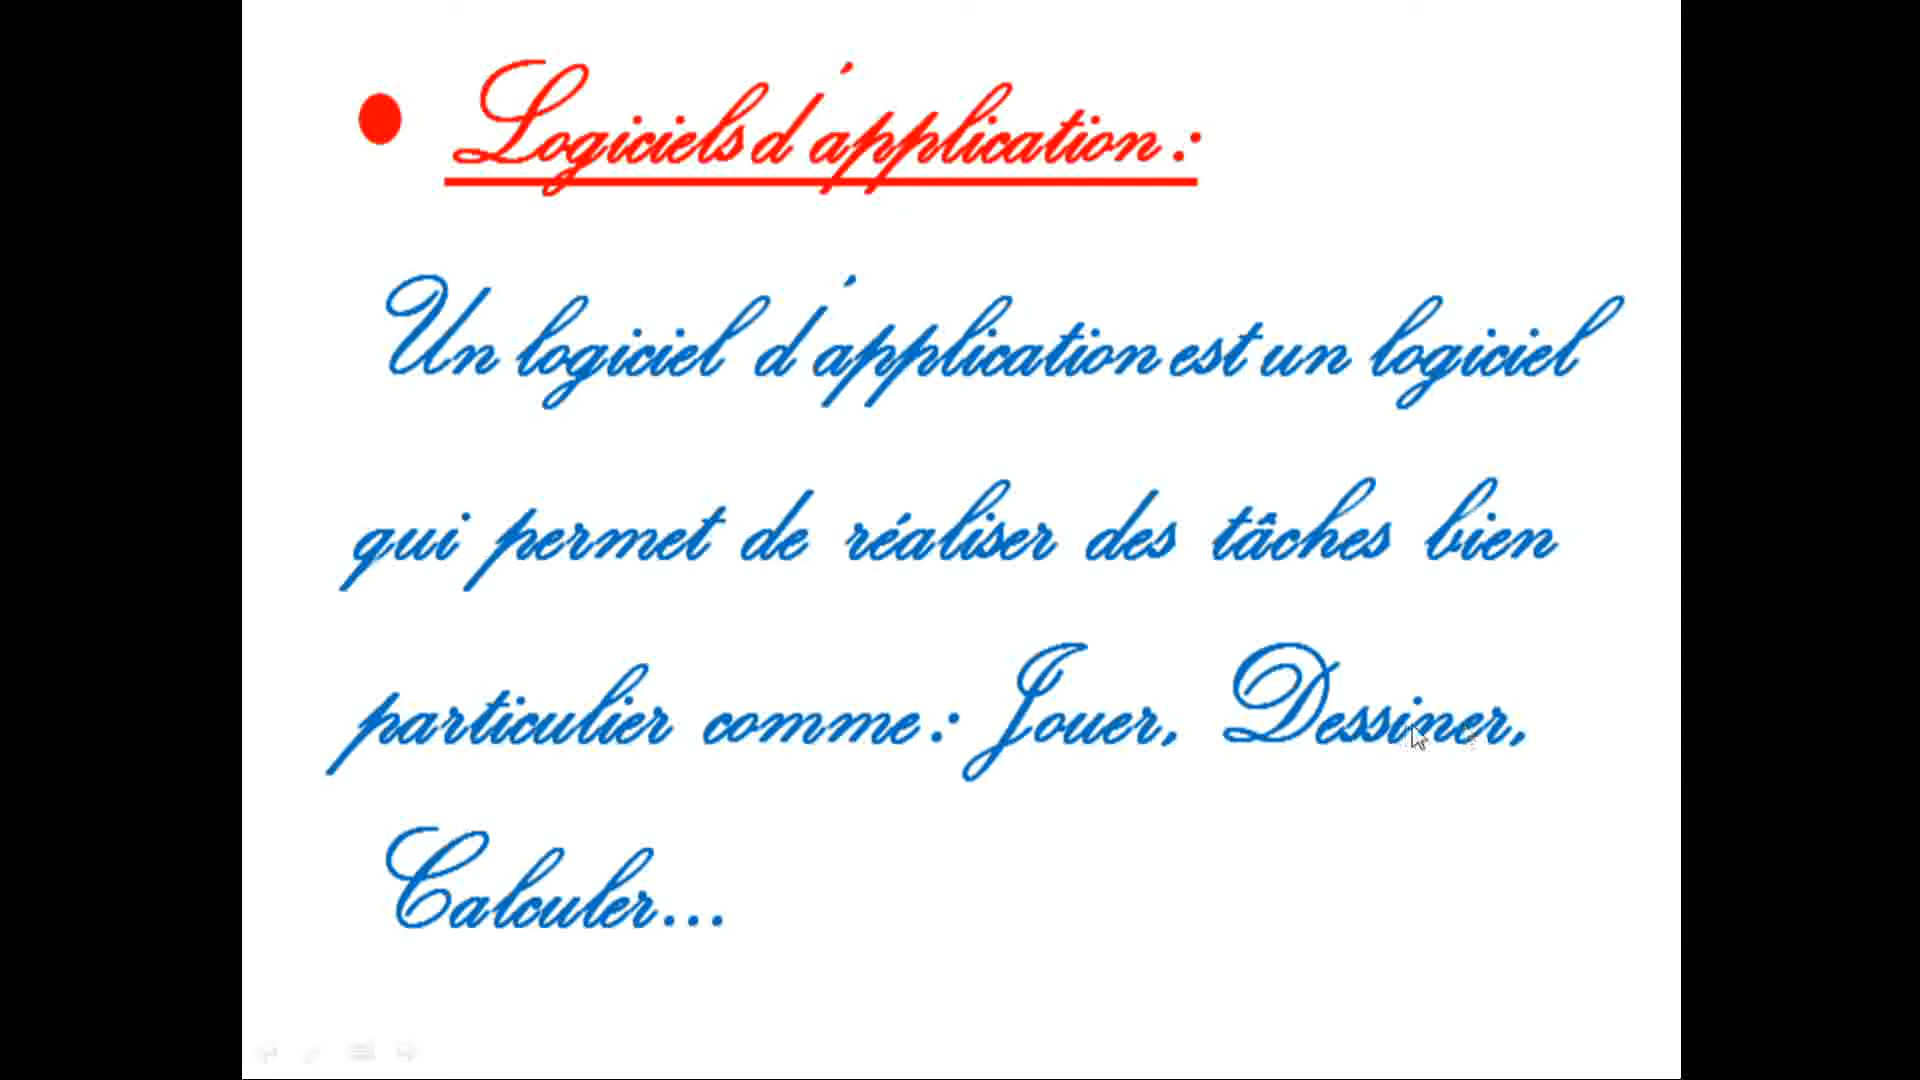 • Logiciels d'application :
Un logiciel d'application est un logiciel
qui permet de réaliser des tâches bien
particulier comme : Jouer, Dessiner,
Calculer...